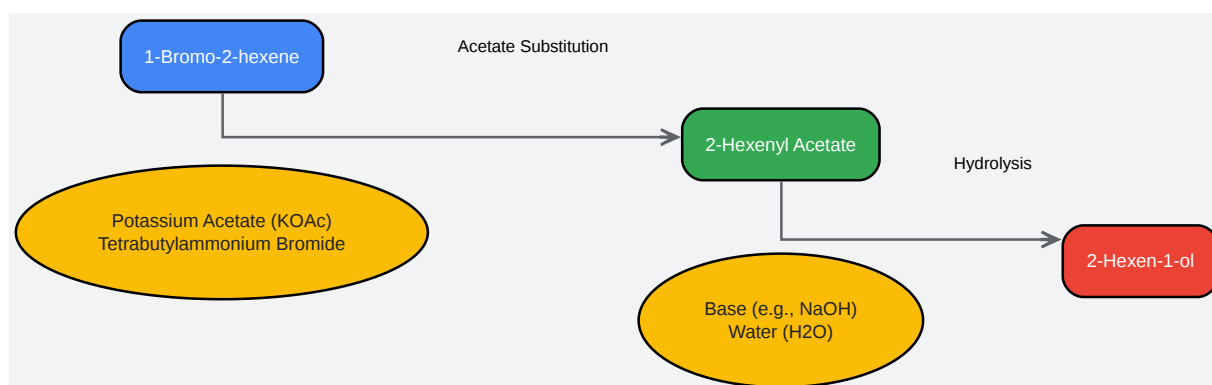 1-Bromo-2-hexene
Acetate Substitution
2-Hexenyl Acetate
Hydrolysis
Potassium Acetate (KOAc)
Tetrabutylammonium Bromide
2-Hexen-1-ol
Base (e.g., NaOH)
Water (H2O)